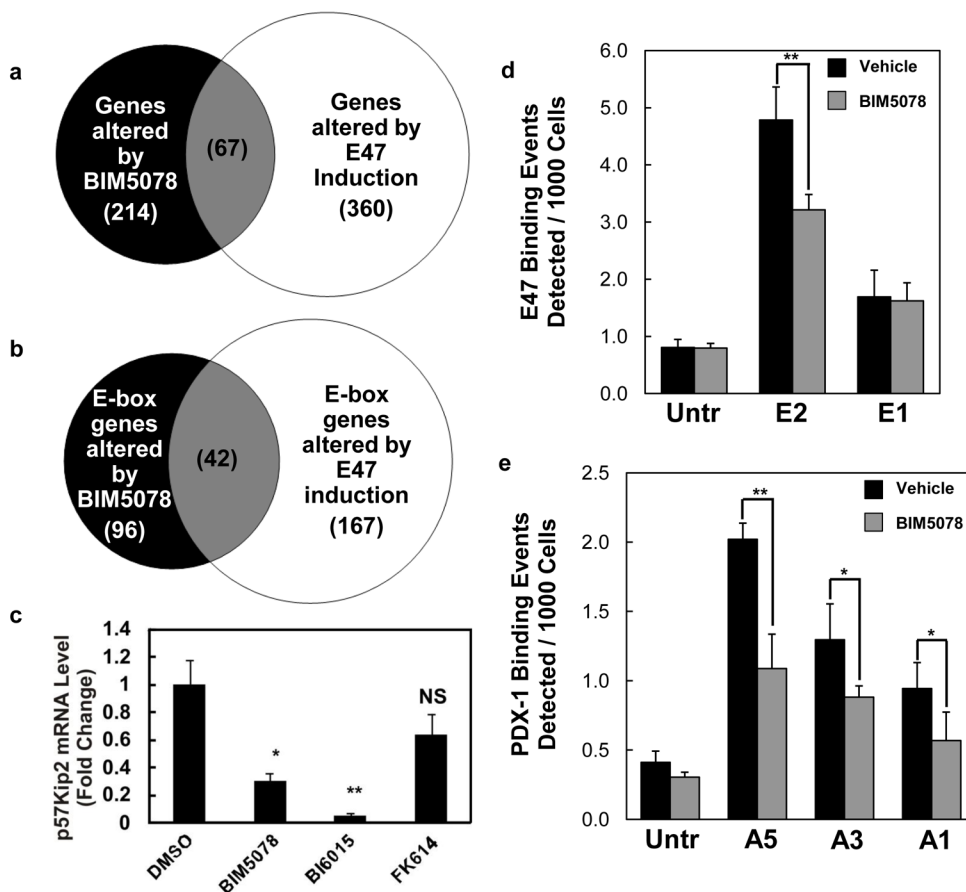 a
Genes
altered
by
BIM5078
(214)
(67)
Genes
altered by
E47
Induction
(360)
b
E-box
genes
altered
by
BIM5078
(96)
(42)
E-box
genes
altered by
E47
induction
(167)
c
p57Kip2 mRNA Level
(Fold Change)
1.4
1.2
1
0.8
0.6
0.4
0.2
0
*
**
NS
DMSO
BIM5078
BI6015
FK614
d
E47 Binding Events
Detected / 1000 Cells
6.0
5.0
4.0
3.0
2.0
1.0
0.0
**
Vehicle
BIM5078
Untr
E2
E1
e
PDX-1 Binding Events
Detected / 1000 Cells
2.5
2.0
1.5
1.0
0.5
0.0
**
*
*
Vehicle
BIM5078
Untr
A5
A3
A1